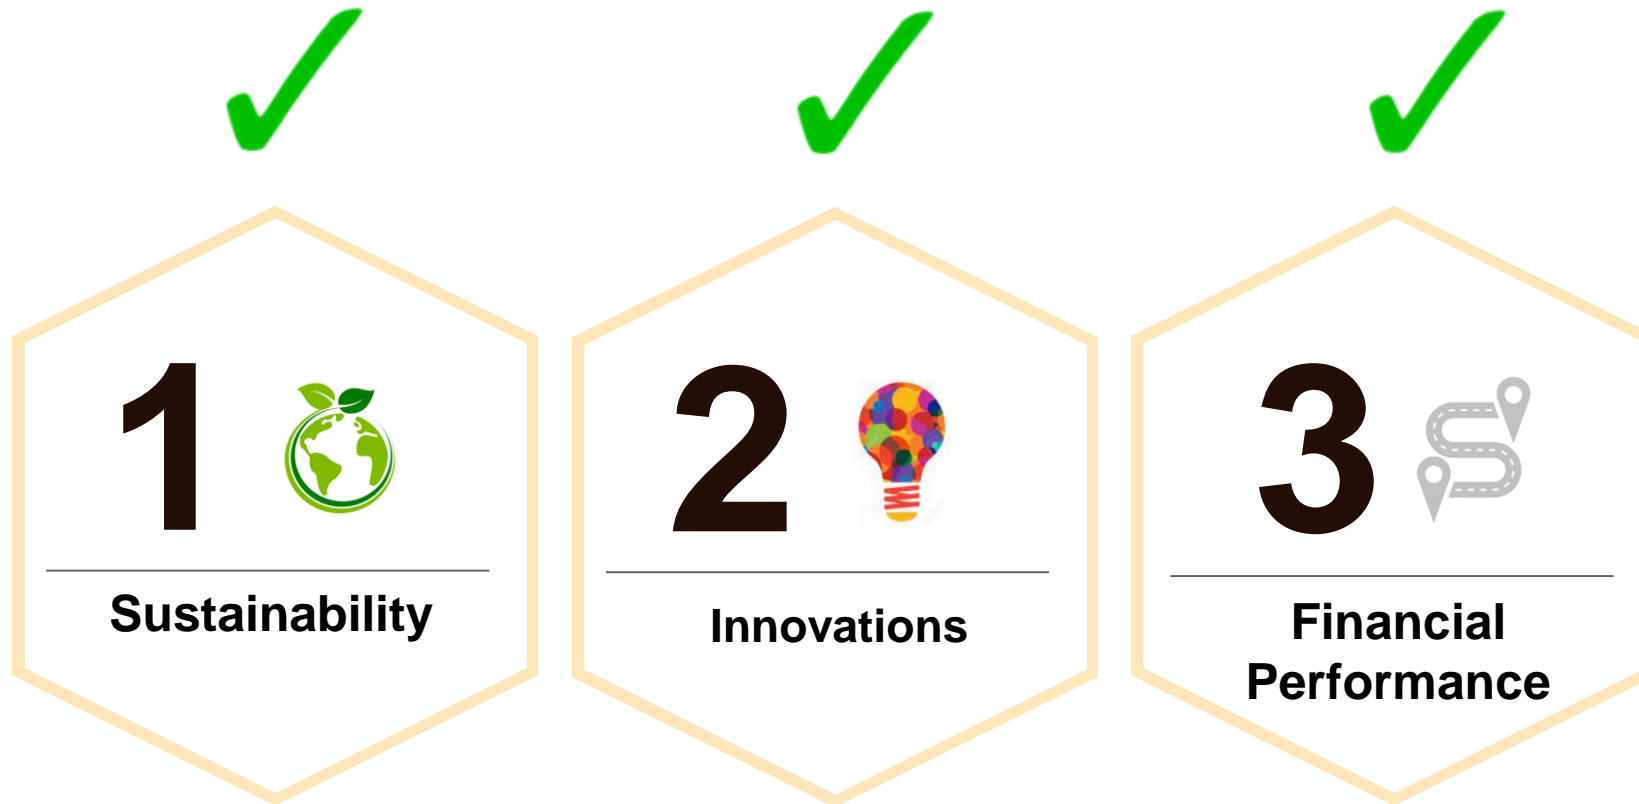 1
Sustainability
2
Innovations
3
Financial
Performance